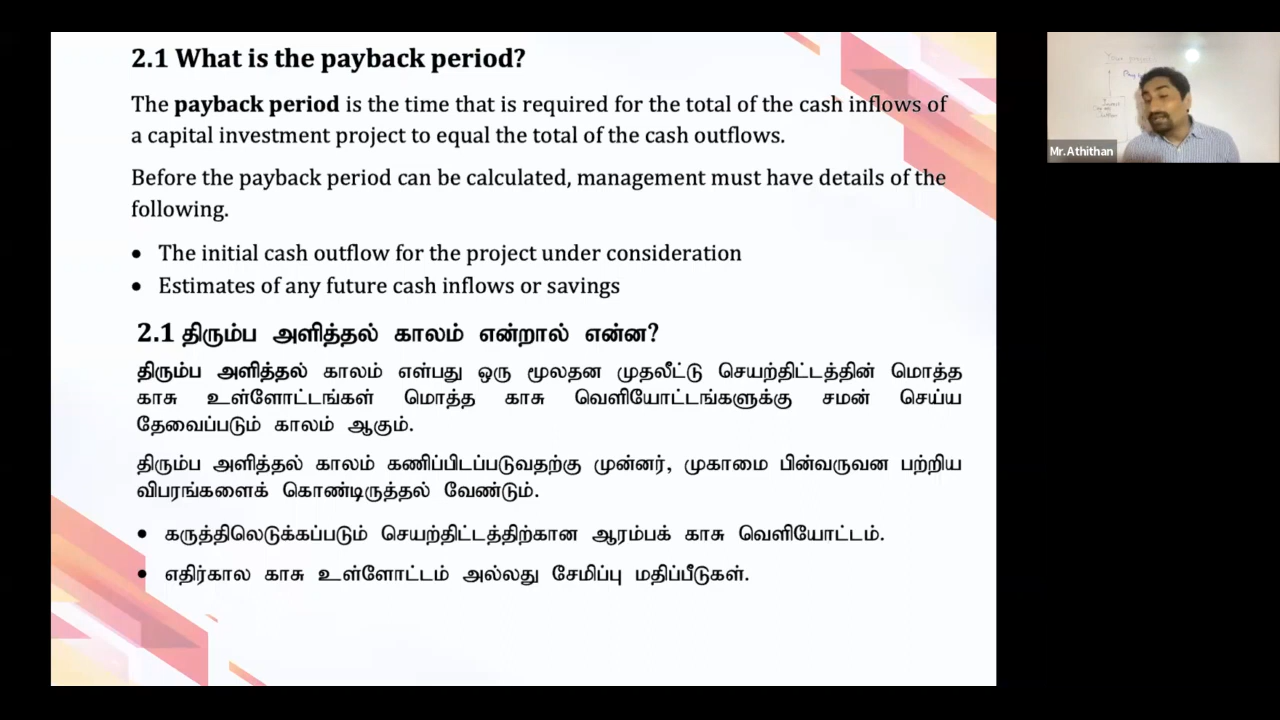 2.1 What is the payback period?
The payback period is the time that is required for the total of the cash inflows of
a capital investment project to equal the total of the cash outflows.
Before the payback period can be calculated, management must have details of the
following.
• The initial cash outflow for the project under consideration
• Estimates of any future cash inflows or savings
2.1 திரும்ப அளித்தல் காலம் என்றால் என்ன?
திரும்ப அளித்தல் காலம் எள்பது ஒரு மூலதன முதலீட்டு செயற்திட்டத்தின் மொத்த
காசு உள்ளோட்டங்கள் மொத்த காசு வெளியோட்டங்களுக்கு சமன் செய்ய
தேவைப்படும் காலம் ஆகும்.
திரும்ப அளித்தல் காலம் கணிப்பிடப்படுவதற்கு முன்னர், முகாமை பின்வருவன பற்றிய
விபரங்களைக் கொண்டிருத்தல் வேண்டும்.
• கருத்திலெடுக்கப்படும் செயற்திட்டத்திற்கான ஆரம்பக் காசு வெளியோட்டம்.
• எதிர்கால காசு உள்ளோட்டம் அல்லது சேமிப்பு மதிப்பீடுகள்.
Mr.Athithan